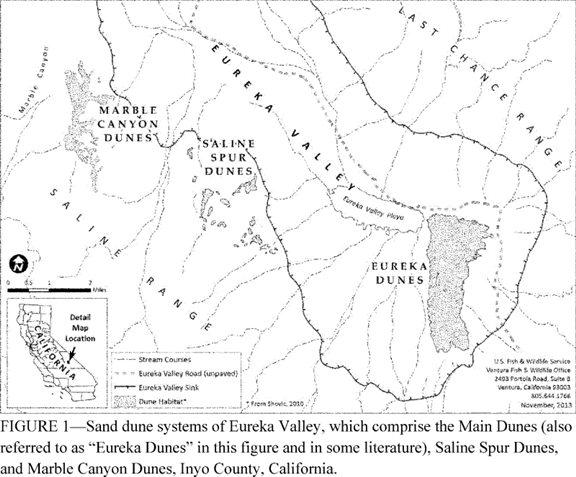 LAST CHANCE RANGE
EUREKA VALLEY
Marble Canyon
MARBLE
CANYON
DUNES
SALINE
SPUR
DUNES
Eureka Valley Playa
SALINE RANGE
EUREKA
DUNES
N
0 0.5 1 2
Miles
Detail
Map
Location
CALIFORNIA
Stream Courses
Eureka Valley Road (unpaved)
Eureka Valley Sink
Dune Habitat*
* From Shovic, 2010
U.S. Fish & Wildlife Service
Ventura Fish & Wildlife Office
2493 Portola Road, Suite B
Ventura, California 93003
805.644.1766
November, 2013
FIGURE 1—Sand dune systems of Eureka Valley, which comprise the Main Dunes (also
referred to as “Eureka Dunes” in this figure and in some literature), Saline Spur Dunes,
and Marble Canyon Dunes, Inyo County, California.